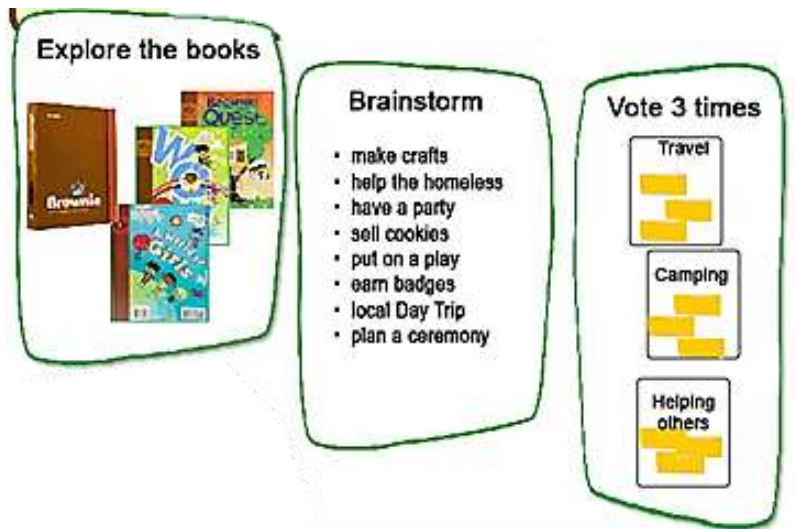 Explore the books
Quest
WO
Brownie
Brainstorm
• make crafts
• help the homeless
• have a party
• sell cookies
• put on a play
• earn badges
• local Day Trip
• plan a ceremony
Vote 3 times
Travel
Camping
Helping
others